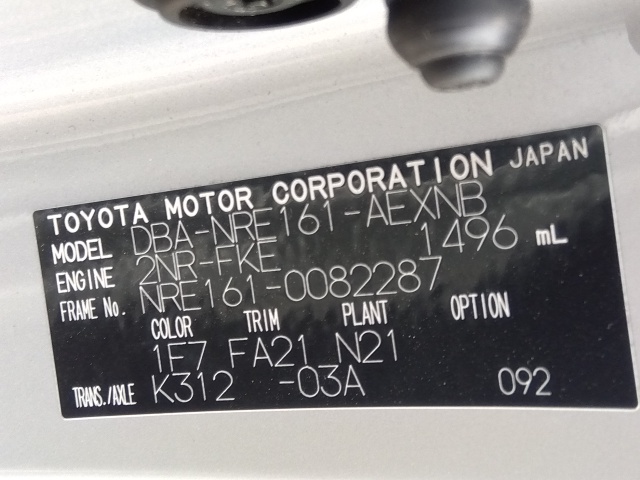 TOYOTA MOTOR CORPORATION JAPAN
MODEL DBA-NRE161-AEXNB
ENGINE 2NR-FKE 1496 mL
FRAME No. NRE161-0082287
COLOR TRIM PLANT OPTION
1F7 FA21 N21
TRANS./AXLE K312 -03A 092